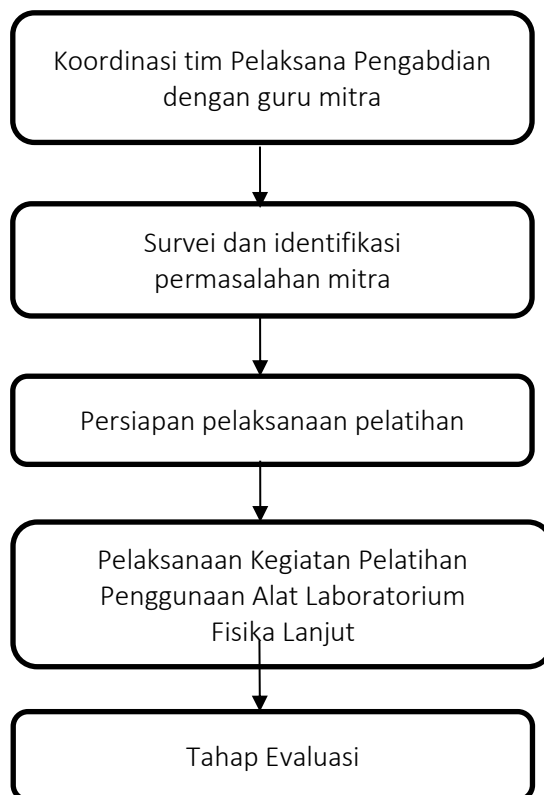 Koordinasi tim Pelaksana Pengabdian
dengan guru mitra
Survei dan identifikasi
permasalahan mitra
Persiapan pelaksanaan pelatihan
Pelaksanaan Kegiatan Pelatihan
Penggunaan Alat Laboratorium
Fisika Lanjut
Tahap Evaluasi